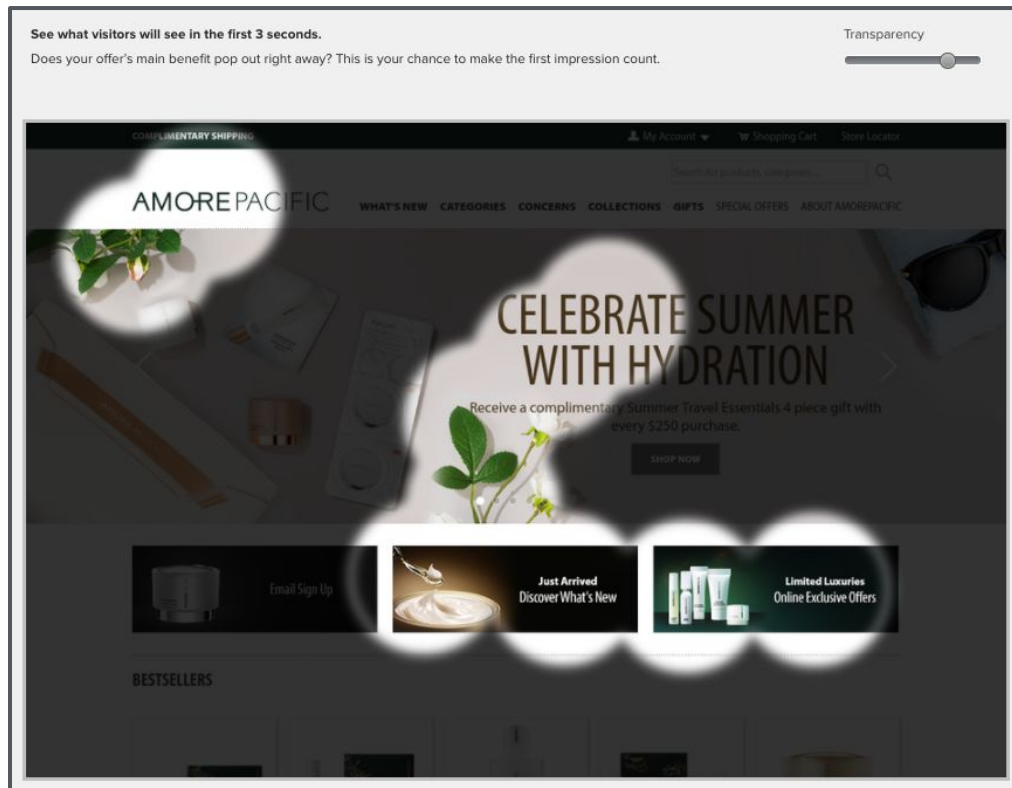 See what visitors will see in the first 3 seconds.
Does your offer's main benefit pop out right away? This is your chance to make the first impression count.
Transparency
COMPLIMENTARY SHIPPING
My Account
Shopping Cart
Store Locator
Search for products, categories...
AMOREPACIFIC
WHAT'S NEW CATEGORIES CONCERNS COLLECTIONS GIFTS SPECIAL OFFERS ABOUT AMOREPACIFIC
CELEBRATE SUMMER
WITH HYDRATION
Receive a complimentary Summer Travel Essentials 4 piece gift with
every $250 purchase.
SHOP NOW
Email Sign Up
Just Arrived
Discover What's New
Limited Luxuries
Online Exclusive Offers
BESTSELLERS